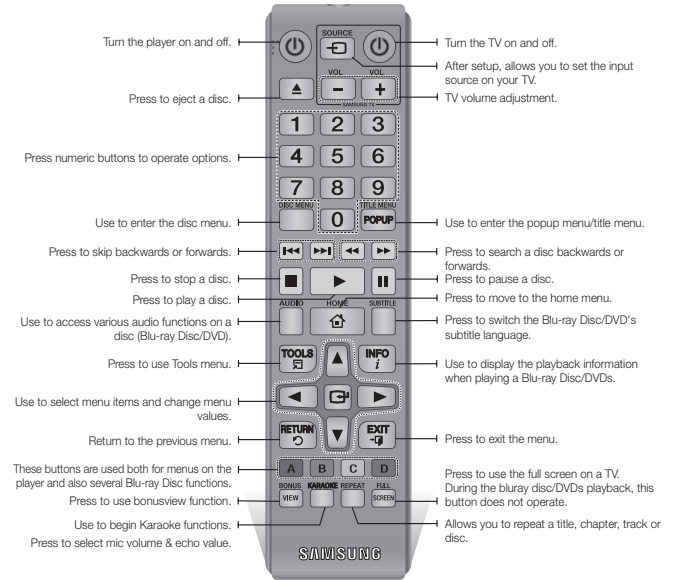 Turn the player on and off.
SOURCE
Turn the TV on and off.
After setup, allows you to set the input
source on your TV.
VOL
VOL
- +
TV volume adjustment.
SAMSUNG TV
Press to eject a disc.
1 2 3
4 5 6
7 8 9
0
Press numeric buttons to operate options.
DISC MENU
TITLE MENU
POPUP
Use to enter the disc menu.
Use to enter the popup menu/title menu.
Press to skip backwards or forwards.
Press to search a disc backwards or
forwards.
Press to stop a disc.
Press to pause a disc.
Press to play a disc.
Press to move to the home menu.
AUDIO
HOME
SUBTITLE
Use to access various audio functions on a
disc (Blu-ray Disc/DVD).
Press to switch the Blu-ray Disc/DVD's
subtitle language.
TOOLS
INFO
i
Press to use Tools menu.
Use to display the playback information
when playing a Blu-ray Disc/DVDs.
Use to select menu items and change menu
values.
RETURN
EXIT
Return to the previous menu.
Press to exit the menu.
A B C D
These buttons are used both for menus on the
player and also several Blu-ray Disc functions.
BONUS
VIEW
KARAOKE
REPEAT
FULL
SCREEN
Press to use the full screen on a TV.
During the bluray disc/DVDs playback, this
button does not operate.
Press to use bonusview function.
Use to begin Karaoke functions.
Press to select mic volume & echo value.
Allows you to repeat a title, chapter, track or
disc.
SAMSUNG